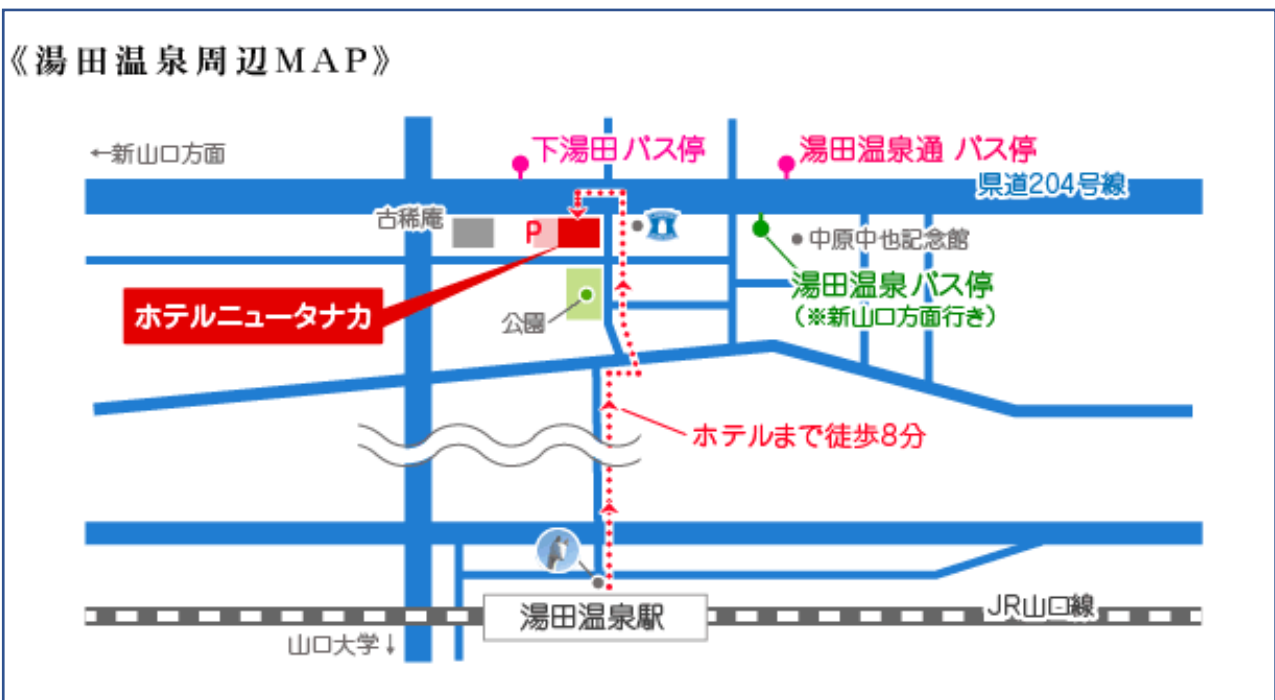 《湯田温泉周辺MAP》
←新山口方面
下湯田 バス停
湯田温泉通 バス停
県道204号線
古稀庵
P
中原中也記念館
湯田温泉 バス停
(※新山口方面行き)
ホテルニュータナカ
公園
ホテルまで徒歩8分
湯田温泉駅
JR山口線
山口大学↓